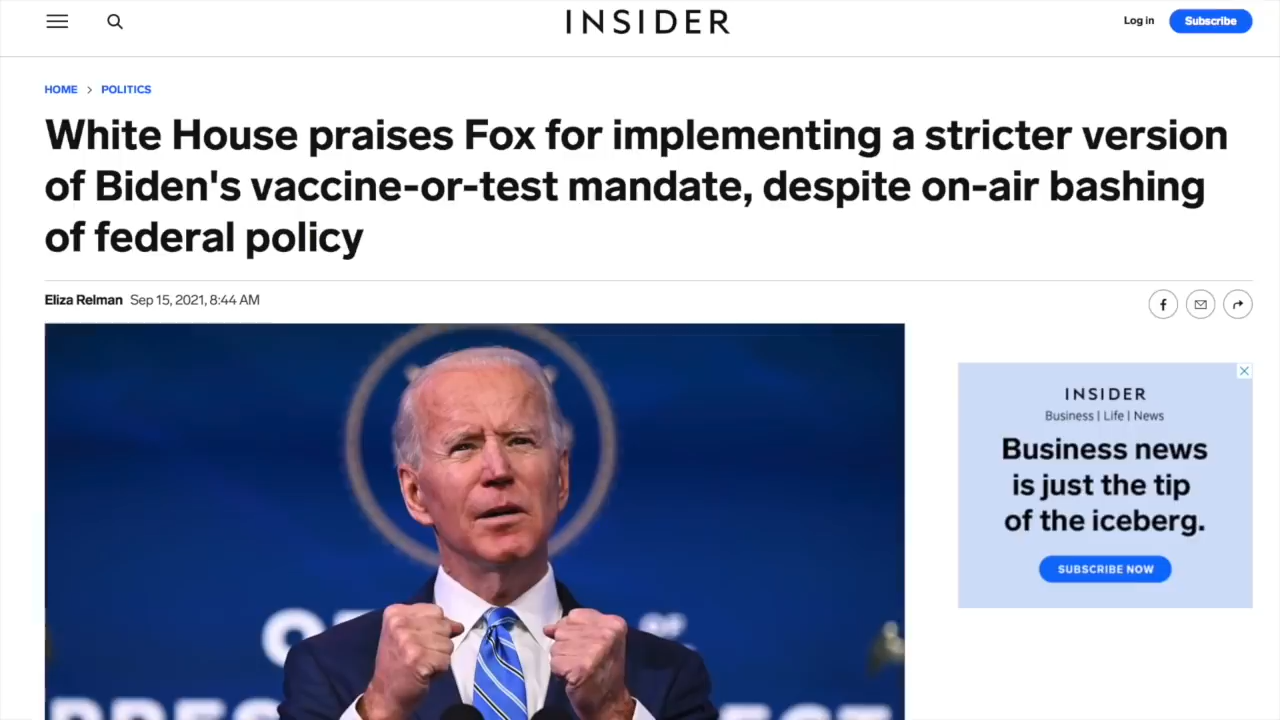 INSIDER
Log in
Subscribe
HOME > POLITICS
White House praises Fox for implementing a stricter version
of Biden's vaccine-or-test mandate, despite on-air bashing
of federal policy
Eliza Relman Sep 15, 2021, 8:44 AM
INSIDER
Business | Life | News
Business news
is just the tip
of the iceberg.
SUBSCRIBE NOW